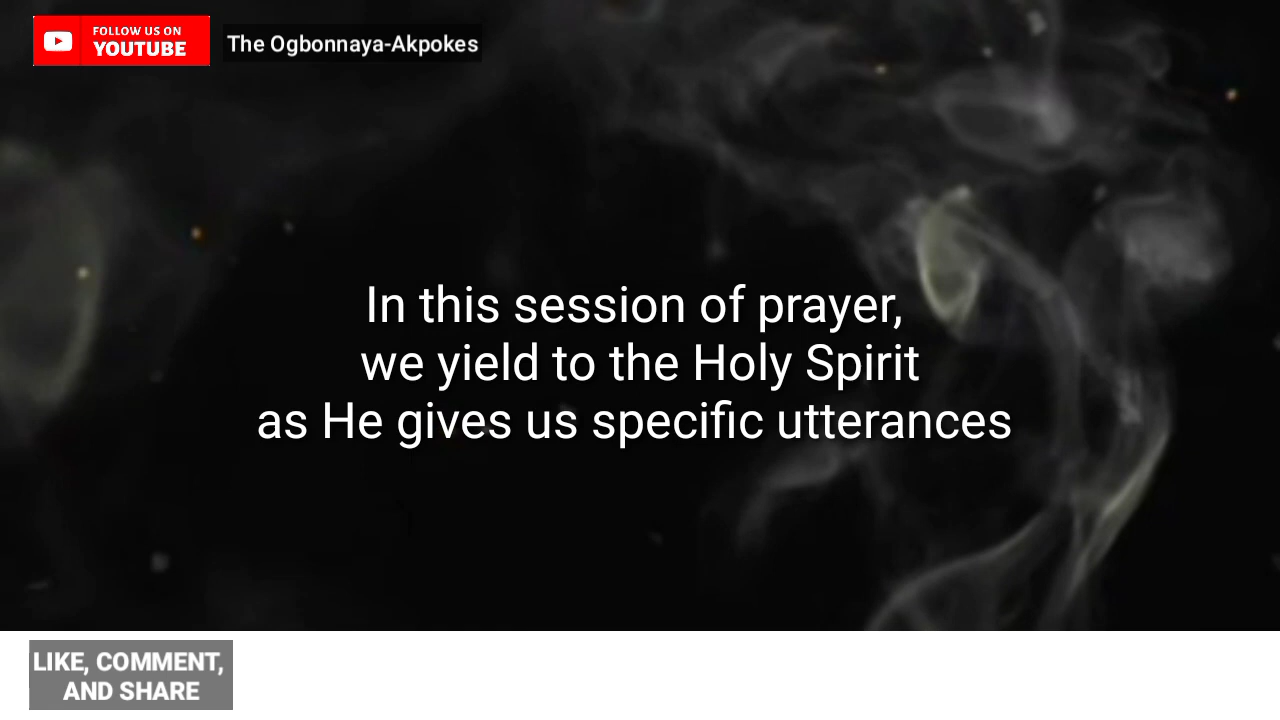 FOLLOW US ON
YOUTUBE
The Ogbonnaya-Akpokes
In this session of prayer,
we yield to the Holy Spirit
as He gives us specific utterances
LIKE, COMMENT,
AND SHARE